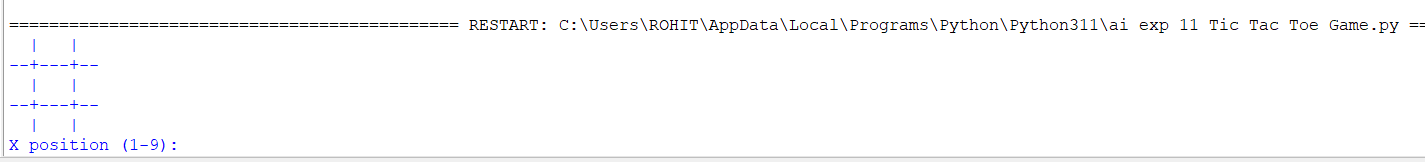 ============================================= RESTART: C:\Users\ROHIT\AppData\Local\Programs\Python\Python311\ai exp 11 Tic Tac Toe Game.py ==
  |   |
--+---+--
  |   |
--+---+--
  |   |
X position (1-9):